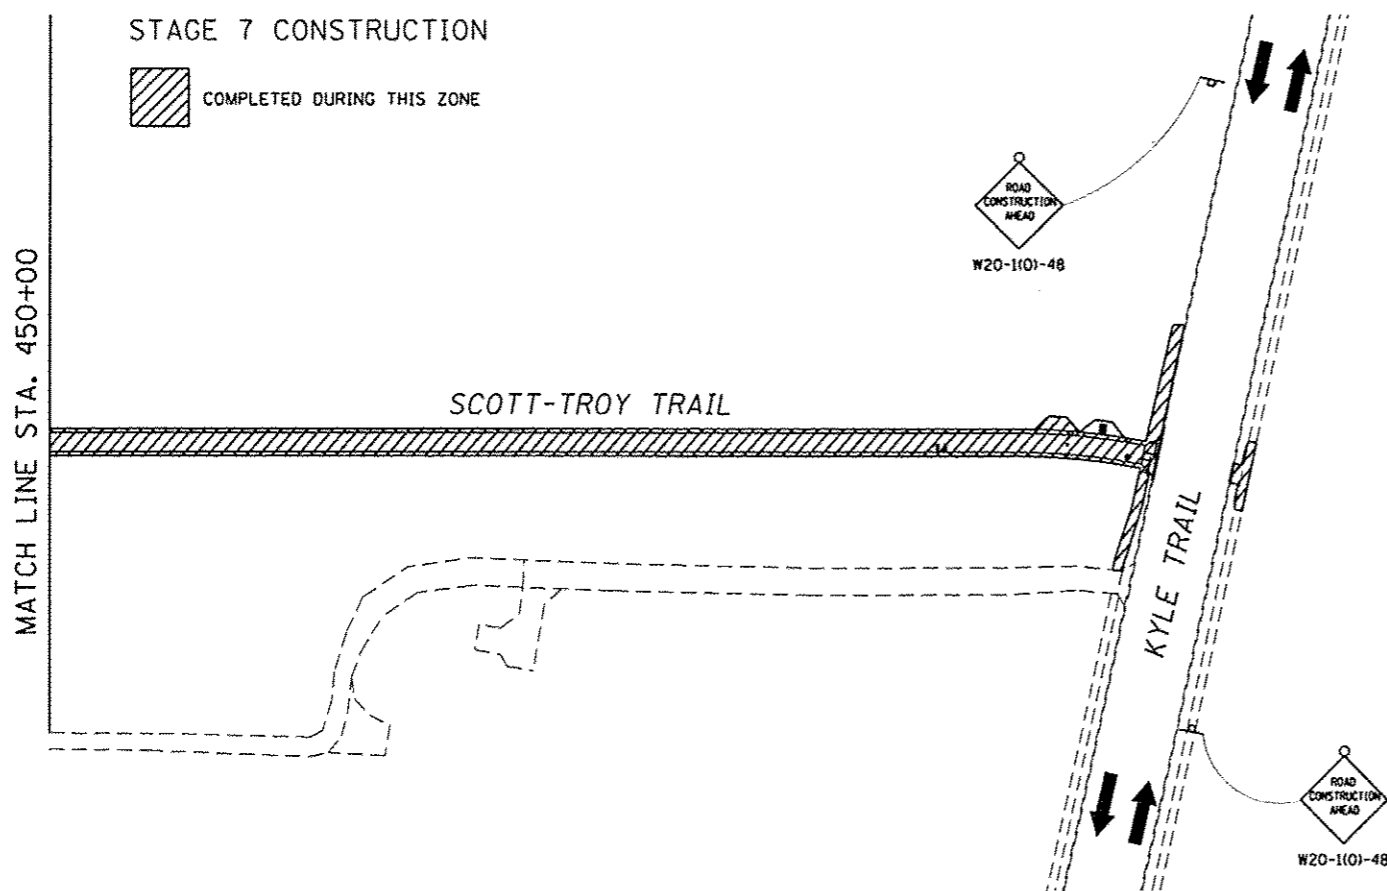 STAGE 7 CONSTRUCTION
COMPLETED DURING THIS ZONE
ROAD
CONSTRUCTION
AHEAD
W20-1(O)-48
MATCH LINE STA. 450+00
SCOTT-TROY TRAIL
KYLE TRAIL
ROAD
CONSTRUCTION
AHEAD
W20-1(O)-48